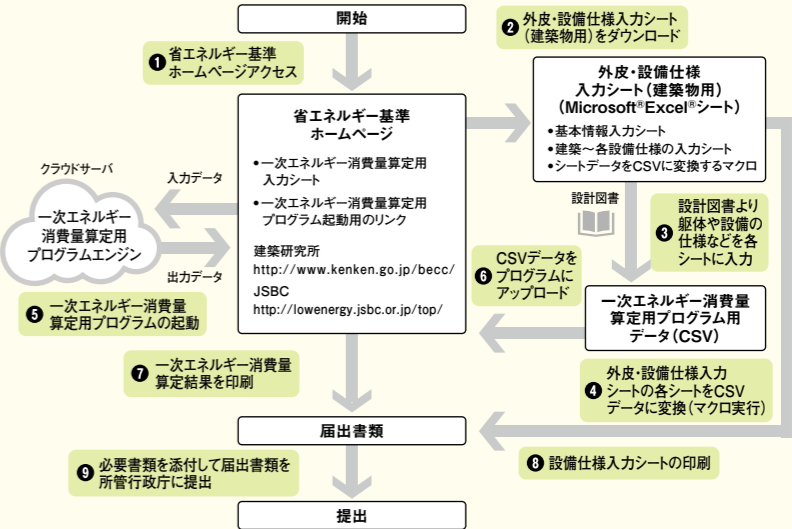 開始
❶ 省エネルギー基準
ホームページアクセス
❷ 外皮・設備仕様入力シート
(建築物用)をダウンロード
外皮・設備仕様
入力シート(建築物用)
(Microsoft®Excel®シート)
•基本情報入力シート
•建築～各設備仕様の入力シート
•シートデータをCSVに変換するマクロ
省エネルギー基準
ホームページ
•一次エネルギー消費量算定用
入力シート
•一次エネルギー消費量算定用
プログラム起動用のリンク
建築研究所
http://www.kenken.go.jp/becc/
JSBC
http://lowenergy.jsbc.or.jp/top/
クラウドサーバ
入力データ
一次エネルギー
消費量算定用
プログラムエンジン
出力データ
設計図書
❸ 設計図書より
躯体や設備の
仕様などを各
シートに入力
❻ CSVデータを
プログラムに
アップロード
❺ 一次エネルギー消費量
算定用プログラムの起動
一次エネルギー消費量
算定用プログラム用
データ(CSV)
❼ 一次エネルギー消費量
算定結果を印刷
❹ 外皮・設備仕様入力
シートの各シートをCSV
データに変換(マクロ実行)
届出書類
❽ 設備仕様入力シートの印刷
❾ 必要書類を添付して届出書類を
所管行政庁に提出
提出